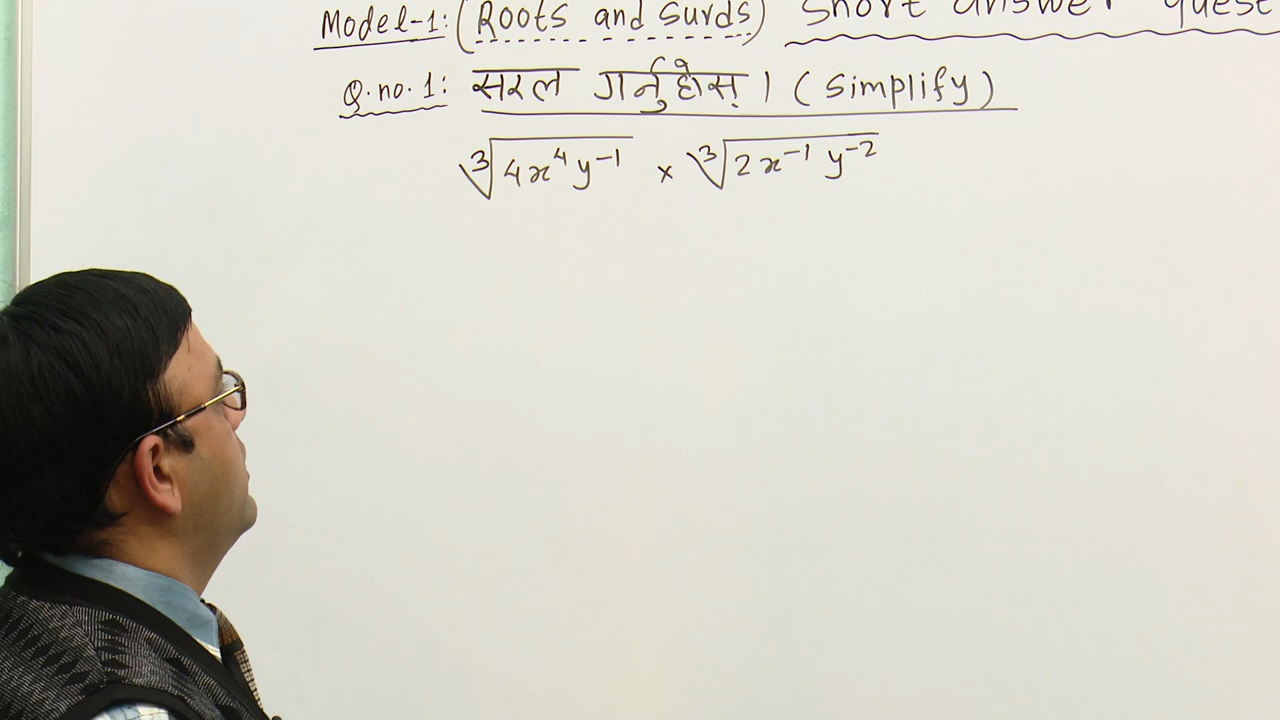 Model-1: (Roots and Surds) Short answer quest
Q.no.1: सरल गर्नुहोस् । (Simplify)
∛(4x⁴y⁻¹) × ∛(2x⁻¹y⁻²)